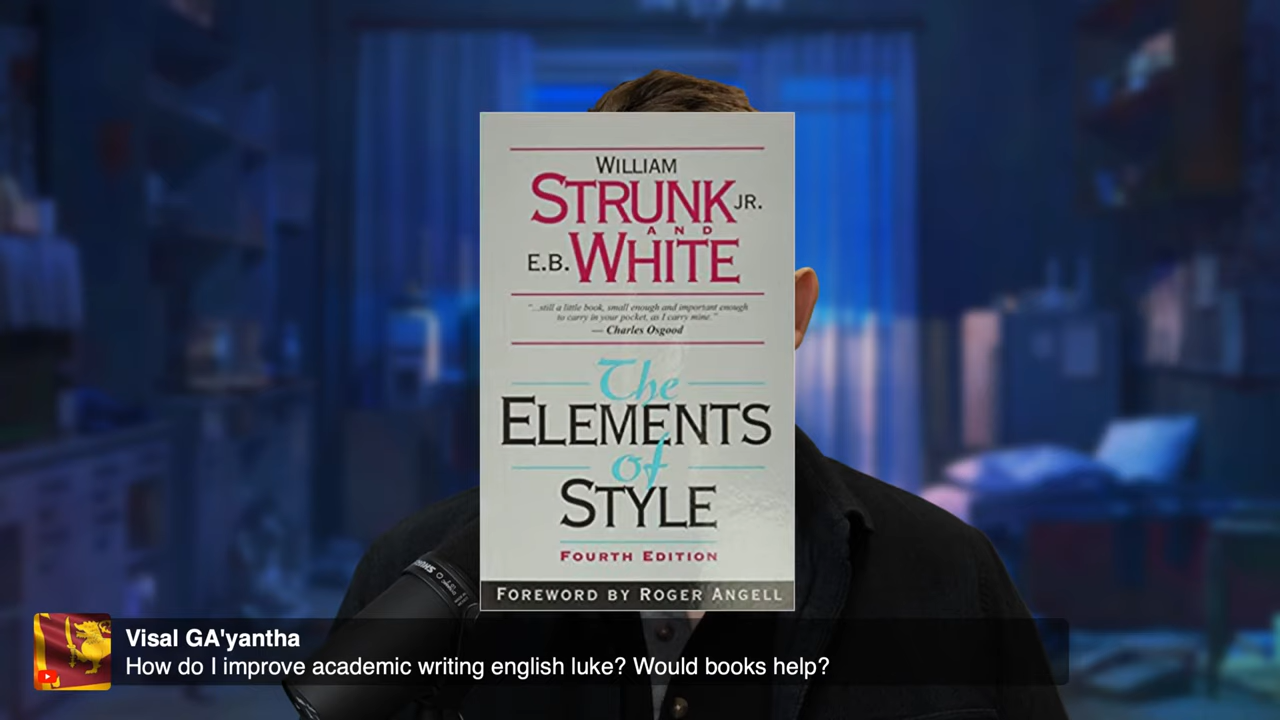 WILLIAM
STRUNK JR.
AND
E.B. WHITE
"...still a little book, small enough and important enough
to carry in your pocket, as I carry mine."
— Charles Osgood
The
ELEMENTS
of
STYLE
FOURTH EDITION
FOREWORD BY ROGER ANGELL
Visal GA'yantha
How do I improve academic writing english luke? Would books help?